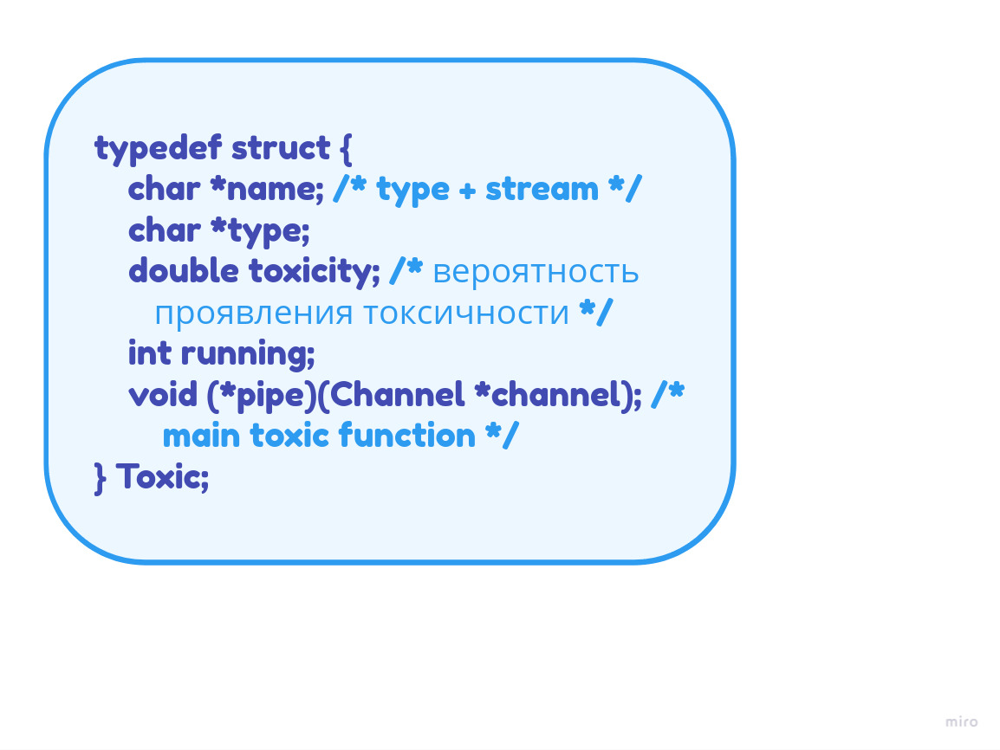 typedef struct {
char *name; /* type + stream */
char *type;
double toxicity; /* вероятность
проявления токсичности */
int running;
void (*pipe)(Channel *channel); /*
main toxic function */
} Toxic;
miro